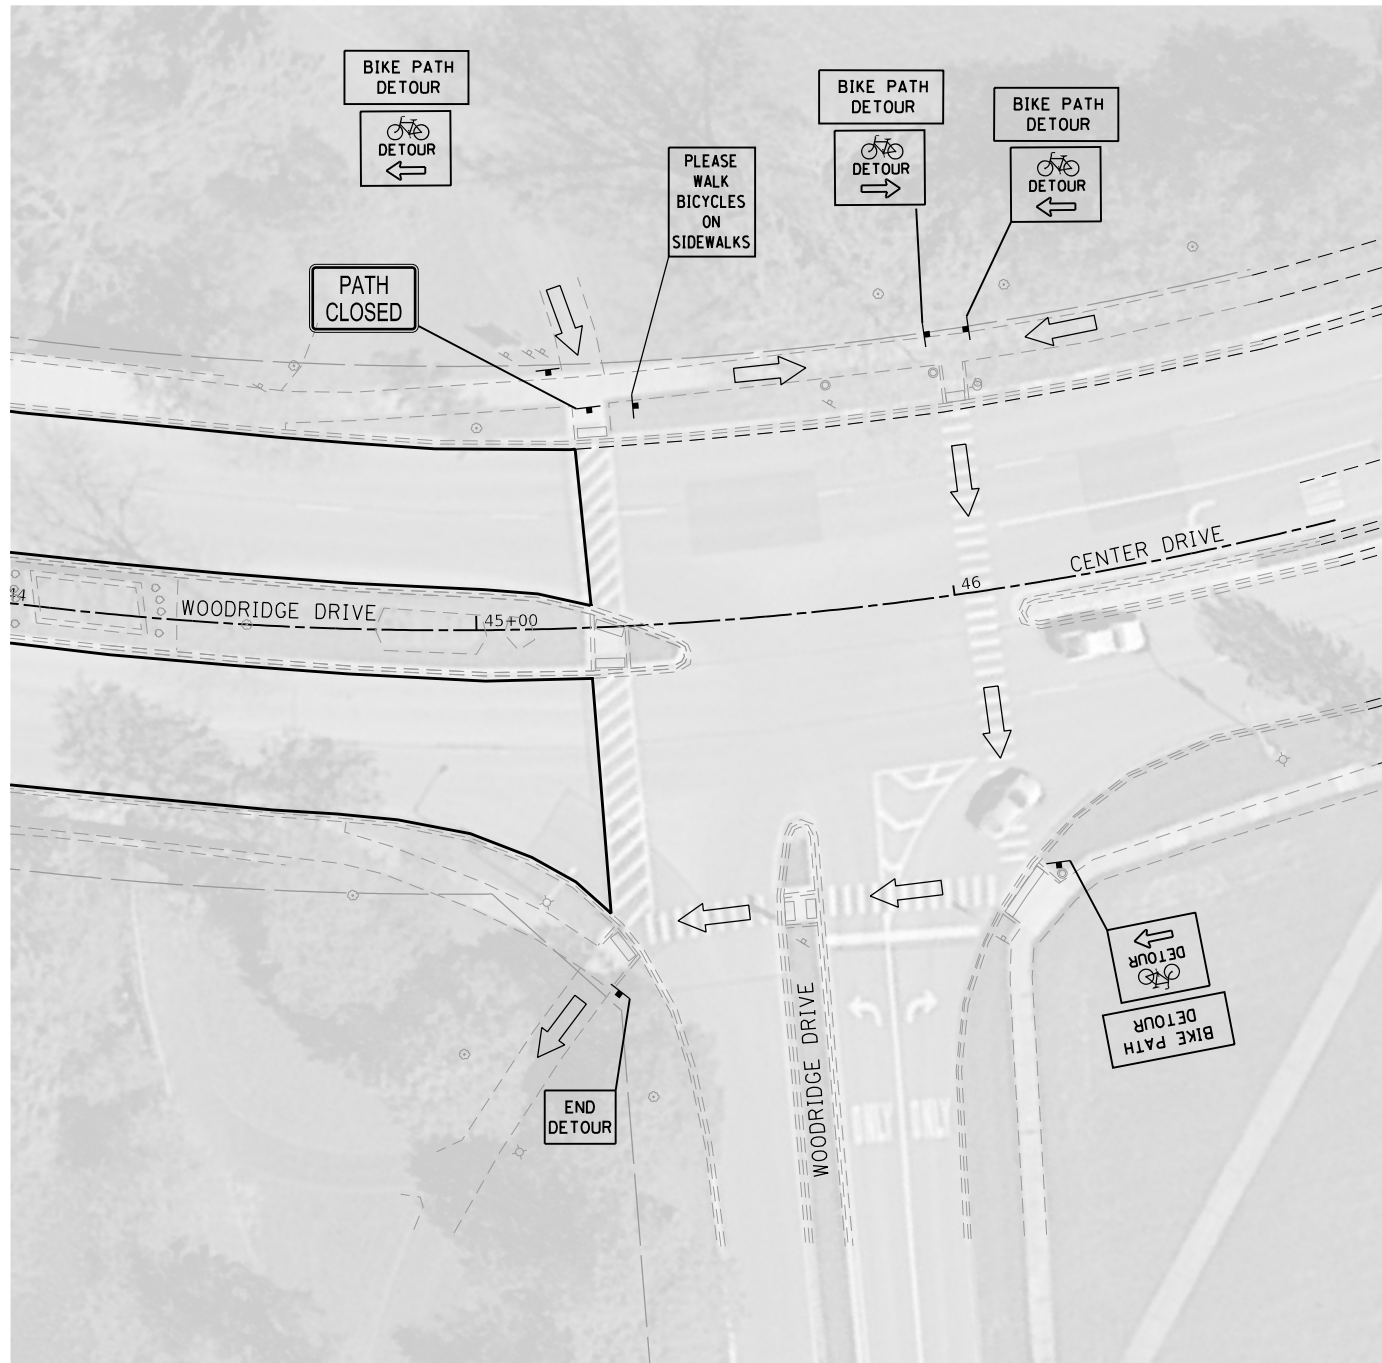 BIKE PATH
DETOUR
DETOUR
BIKE PATH
DETOUR
DETOUR
BIKE PATH
DETOUR
DETOUR
PLEASE
WALK
BICYCLES
ON
SIDEWALKS
PATH
CLOSED
CENTER DRIVE
46
44
WOODRIDGE DRIVE
45+00
DETOUR
BIKE PATH
DETOUR
WOODRIDGE DRIVE
END
DETOUR